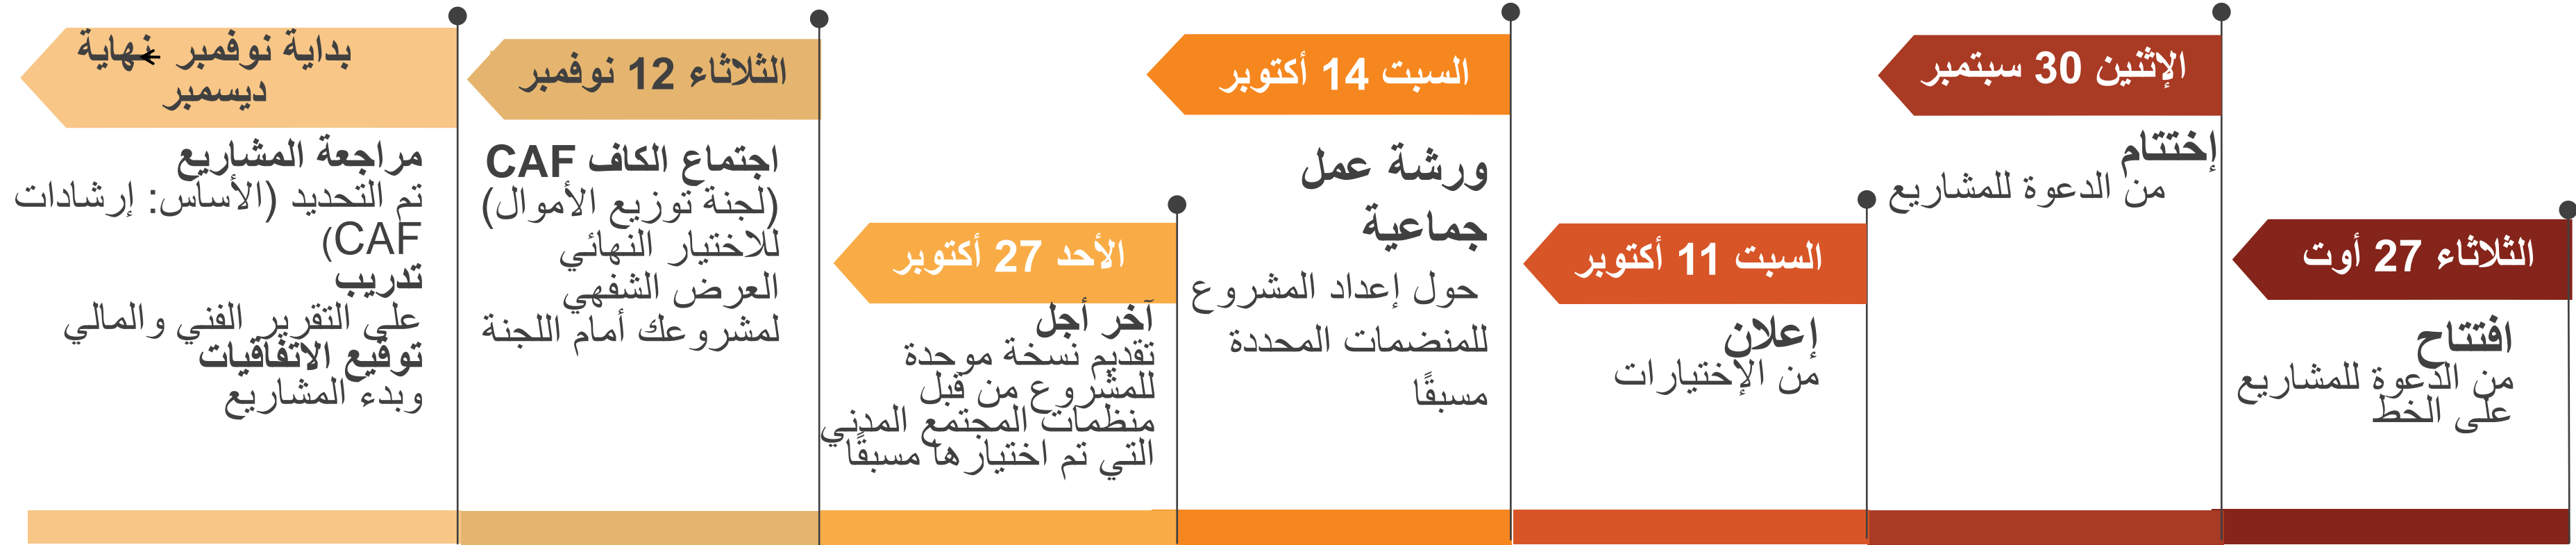 الثلاثاء 27 أوت
افتتاح
من الدعوة للمشاريع
على الخط
الإثنين 30 سبتمبر
إختتام
من الدعوة للمشاريع
السبت 11 أكتوبر
إعلان
من الإختيارات
السبت 14 أكتوبر
ورشة عمل
جماعية
حول إعداد المشروع
للمنضمات المحددة
مسبقًا
الأحد 27 أكتوبر
آخر أجل
تقديم نسخة موحدة
للمشروع من قبل
منظمات المجتمع المدني
التي تم اختيارها مسبقًا
الثلاثاء 12 نوفمبر
اجتماع الكاف CAF
(لجنة توزيع الأموال)
للاختيار النهائي
العرض الشفهي
لمشروعك أمام اللجنة
بداية نوفمبر ← نهاية
ديسمبر
مراجعة المشاريع
تم التحديد (الأساس: إرشادات
CAF)
تدريب
على التقرير الفني والمالي
توقيع الاتفاقيات
وبدء المشاريع